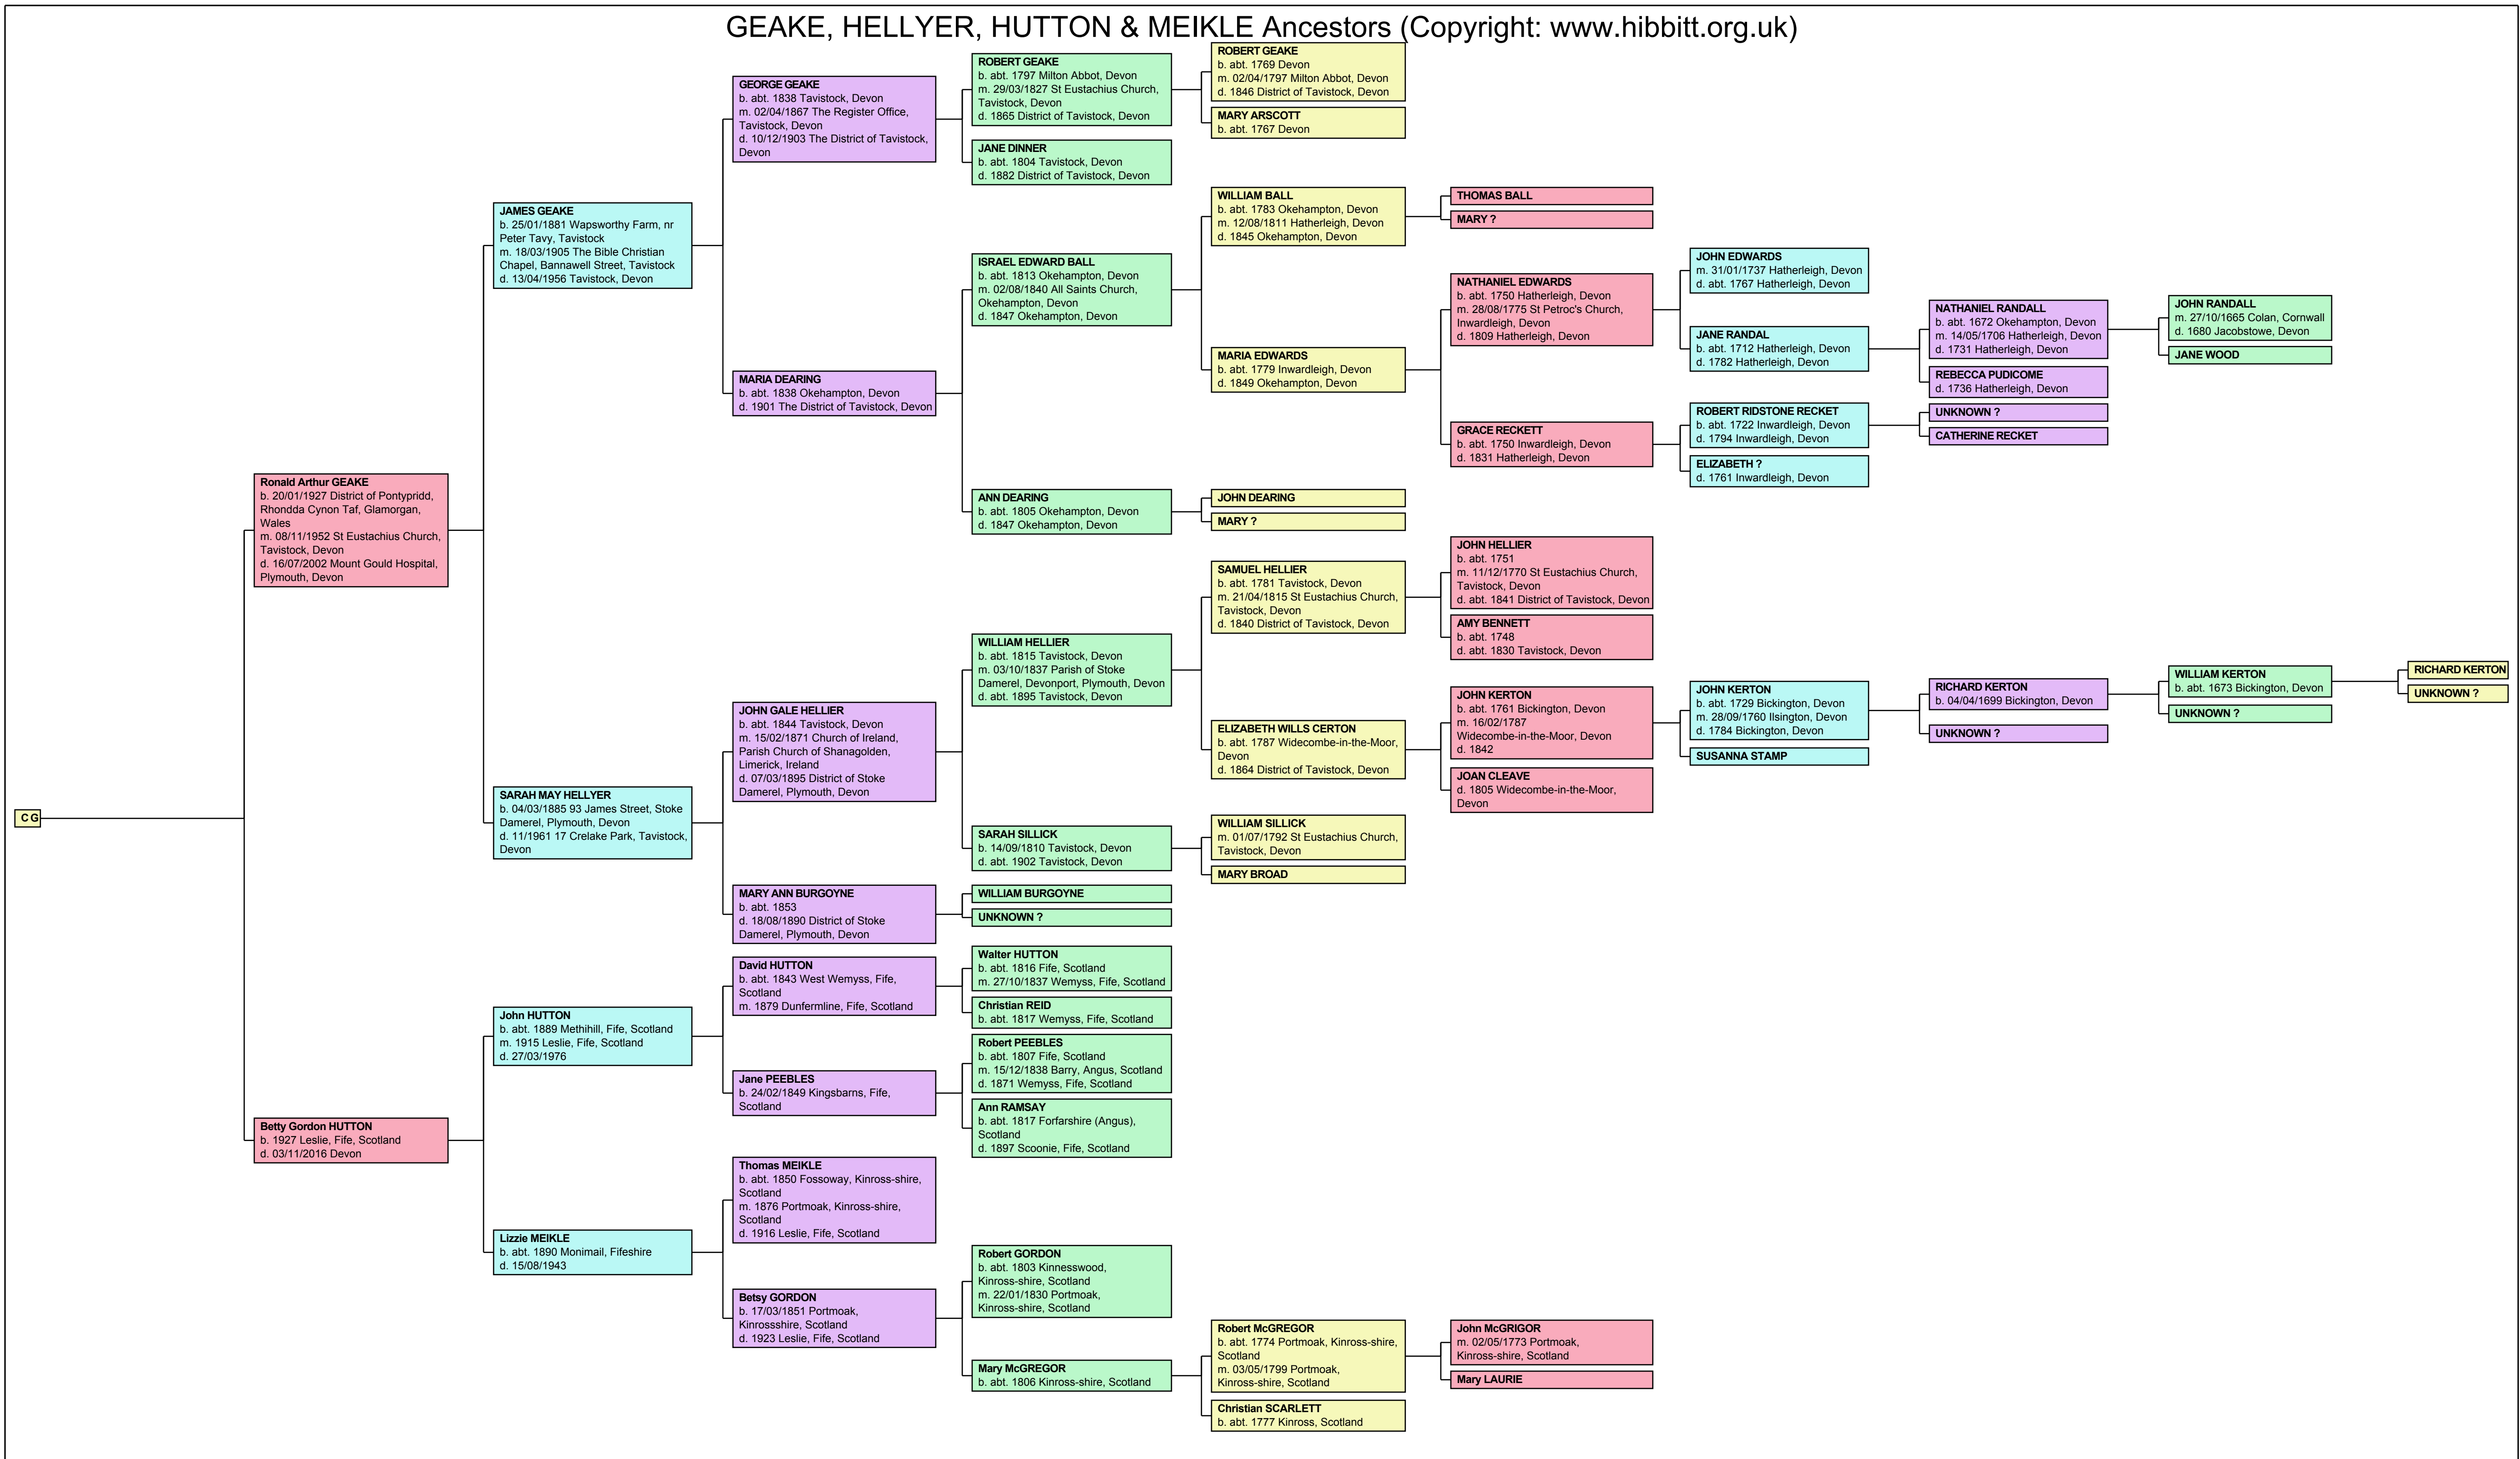 GEAKE, HELLYER, HUTTON & MEIKLE Ancestors (Copyright: www.hibbitt.org.uk)
C G
Ronald Arthur GEAKE
b. 20/01/1927 District of Pontypridd,
Rhondda Cynon Taf, Glamorgan,
Wales
m. 08/11/1952 St Eustachius Church,
Tavistock, Devon
d. 16/07/2002 Mount Gould Hospital,
Plymouth, Devon
Betty Gordon HUTTON
b. 1927 Leslie, Fife, Scotland
d. 03/11/2016 Devon
JAMES GEAKE
b. 25/01/1881 Wapsworthy Farm, nr
Peter Tavy, Tavistock
m. 18/03/1905 The Bible Christian
Chapel, Bannawell Street, Tavistock
d. 13/04/1956 Tavistock, Devon
SARAH MAY HELLYER
b. 04/03/1885 93 James Street, Stoke
Damerel, Plymouth, Devon
d. 11/1961 17 Crelake Park, Tavistock,
Devon
John HUTTON
b. abt. 1889 Methihill, Fife, Scotland
m. 1915 Leslie, Fife, Scotland
d. 27/03/1976
Lizzie MEIKLE
b. abt. 1890 Monimail, Fifeshire
d. 15/08/1943
GEORGE GEAKE
b. abt. 1838 Tavistock, Devon
m. 02/04/1867 The Register Office,
Tavistock, Devon
d. 10/12/1903 The District of Tavistock,
Devon
MARIA DEARING
b. abt. 1838 Okehampton, Devon
d. 1901 The District of Tavistock, Devon
JOHN GALE HELLIER
b. abt. 1844 Tavistock, Devon
m. 15/02/1871 Church of Ireland,
Parish Church of Shanagolden,
Limerick, Ireland
d. 07/03/1895 District of Stoke
Damerel, Plymouth, Devon
MARY ANN BURGOYNE
b. abt. 1853
d. 18/08/1890 District of Stoke
Damerel, Plymouth, Devon
David HUTTON
b. abt. 1843 West Wemyss, Fife,
Scotland
m. 1879 Dunfermline, Fife, Scotland
Jane PEEBLES
b. 24/02/1849 Kingsbarns, Fife,
Scotland
Thomas MEIKLE
b. abt. 1850 Fossoway, Kinross-shire,
Scotland
m. 1876 Portmoak, Kinross-shire,
Scotland
d. 1916 Leslie, Fife, Scotland
Betsy GORDON
b. 17/03/1851 Portmoak,
Kinrossshire, Scotland
d. 1923 Leslie, Fife, Scotland
ROBERT GEAKE
b. abt. 1797 Milton Abbot, Devon
m. 29/03/1827 St Eustachius Church,
Tavistock, Devon
d. 1865 District of Tavistock, Devon
JANE DINNER
b. abt. 1804 Tavistock, Devon
d. 1882 District of Tavistock, Devon
ISRAEL EDWARD BALL
b. abt. 1813 Okehampton, Devon
m. 02/08/1840 All Saints Church,
Okehampton, Devon
d. 1847 Okehampton, Devon
ANN DEARING
b. abt. 1805 Okehampton, Devon
d. 1847 Okehampton, Devon
WILLIAM HELLIER
b. abt. 1815 Tavistock, Devon
m. 03/10/1837 Parish of Stoke
Damerel, Devonport, Plymouth, Devon
d. abt. 1895 Tavistock, Devon
SARAH SILLICK
b. 14/09/1810 Tavistock, Devon
d. abt. 1902 Tavistock, Devon
WILLIAM BURGOYNE
UNKNOWN ?
Walter HUTTON
b. abt. 1816 Fife, Scotland
m. 27/10/1837 Wemyss, Fife, Scotland
Christian REID
b. abt. 1817 Wemyss, Fife, Scotland
Robert PEEBLES
b. abt. 1807 Fife, Scotland
m. 15/12/1838 Barry, Angus, Scotland
d. 1871 Wemyss, Fife, Scotland
Ann RAMSAY
b. abt. 1817 Forfarshire (Angus),
Scotland
d. 1897 Scoonie, Fife, Scotland
Robert GORDON
b. abt. 1803 Kinnesswood,
Kinross-shire, Scotland
m. 22/01/1830 Portmoak,
Kinross-shire, Scotland
Mary McGREGOR
b. abt. 1806 Kinross-shire, Scotland
ROBERT GEAKE
b. abt. 1769 Devon
m. 02/04/1797 Milton Abbot, Devon
d. 1846 District of Tavistock, Devon
MARY ARSCOTT
b. abt. 1767 Devon
WILLIAM BALL
b. abt. 1783 Okehampton, Devon
m. 12/08/1811 Hatherleigh, Devon
d. 1845 Okehampton, Devon
MARIA EDWARDS
b. abt. 1779 Inwardleigh, Devon
d. 1849 Okehampton, Devon
JOHN DEARING
MARY ?
SAMUEL HELLIER
b. abt. 1781 Tavistock, Devon
m. 21/04/1815 St Eustachius Church,
Tavistock, Devon
d. 1840 District of Tavistock, Devon
ELIZABETH WILLS CERTON
b. abt. 1787 Widecombe-in-the-Moor,
Devon
d. 1864 District of Tavistock, Devon
WILLIAM SILLICK
m. 01/07/1792 St Eustachius Church,
Tavistock, Devon
MARY BROAD
Robert McGREGOR
b. abt. 1774 Portmoak, Kinross-shire,
Scotland
m. 03/05/1799 Portmoak,
Kinross-shire, Scotland
Christian SCARLETT
b. abt. 1777 Kinross, Scotland
THOMAS BALL
MARY ?
NATHANIEL EDWARDS
b. abt. 1750 Hatherleigh, Devon
m. 28/08/1775 St Petroc's Church,
Inwardleigh, Devon
d. 1809 Hatherleigh, Devon
GRACE RECKETT
b. abt. 1750 Inwardleigh, Devon
d. 1831 Hatherleigh, Devon
JOHN HELLIER
b. abt. 1751
m. 11/12/1770 St Eustachius Church,
Tavistock, Devon
d. abt. 1841 District of Tavistock, Devon
AMY BENNETT
b. abt. 1748
d. abt. 1830 Tavistock, Devon
JOHN KERTON
b. abt. 1761 Bickington, Devon
m. 16/02/1787
Widecombe-in-the-Moor, Devon
d. 1842
JOAN CLEAVE
d. 1805 Widecombe-in-the-Moor,
Devon
John McGRIGOR
m. 02/05/1773 Portmoak,
Kinross-shire, Scotland
Mary LAURIE
JOHN EDWARDS
m. 31/01/1737 Hatherleigh, Devon
d. abt. 1767 Hatherleigh, Devon
JANE RANDAL
b. abt. 1712 Hatherleigh, Devon
d. 1782 Hatherleigh, Devon
ROBERT RIDSTONE RECKET
b. abt. 1722 Inwardleigh, Devon
d. 1794 Inwardleigh, Devon
ELIZABETH ?
d. 1761 Inwardleigh, Devon
JOHN KERTON
b. abt. 1729 Bickington, Devon
m. 28/09/1760 Ilsington, Devon
d. 1784 Bickington, Devon
SUSANNA STAMP
NATHANIEL RANDALL
b. abt. 1672 Okehampton, Devon
m. 14/05/1706 Hatherleigh, Devon
d. 1731 Hatherleigh, Devon
REBECCA PUDICOME
d. 1736 Hatherleigh, Devon
UNKNOWN ?
CATHERINE RECKET
RICHARD KERTON
b. 04/04/1699 Bickington, Devon
UNKNOWN ?
JOHN RANDALL
m. 27/10/1665 Colan, Cornwall
d. 1680 Jacobstowe, Devon
JANE WOOD
WILLIAM KERTON
b. abt. 1673 Bickington, Devon
UNKNOWN ?
RICHARD KERTON
UNKNOWN ?